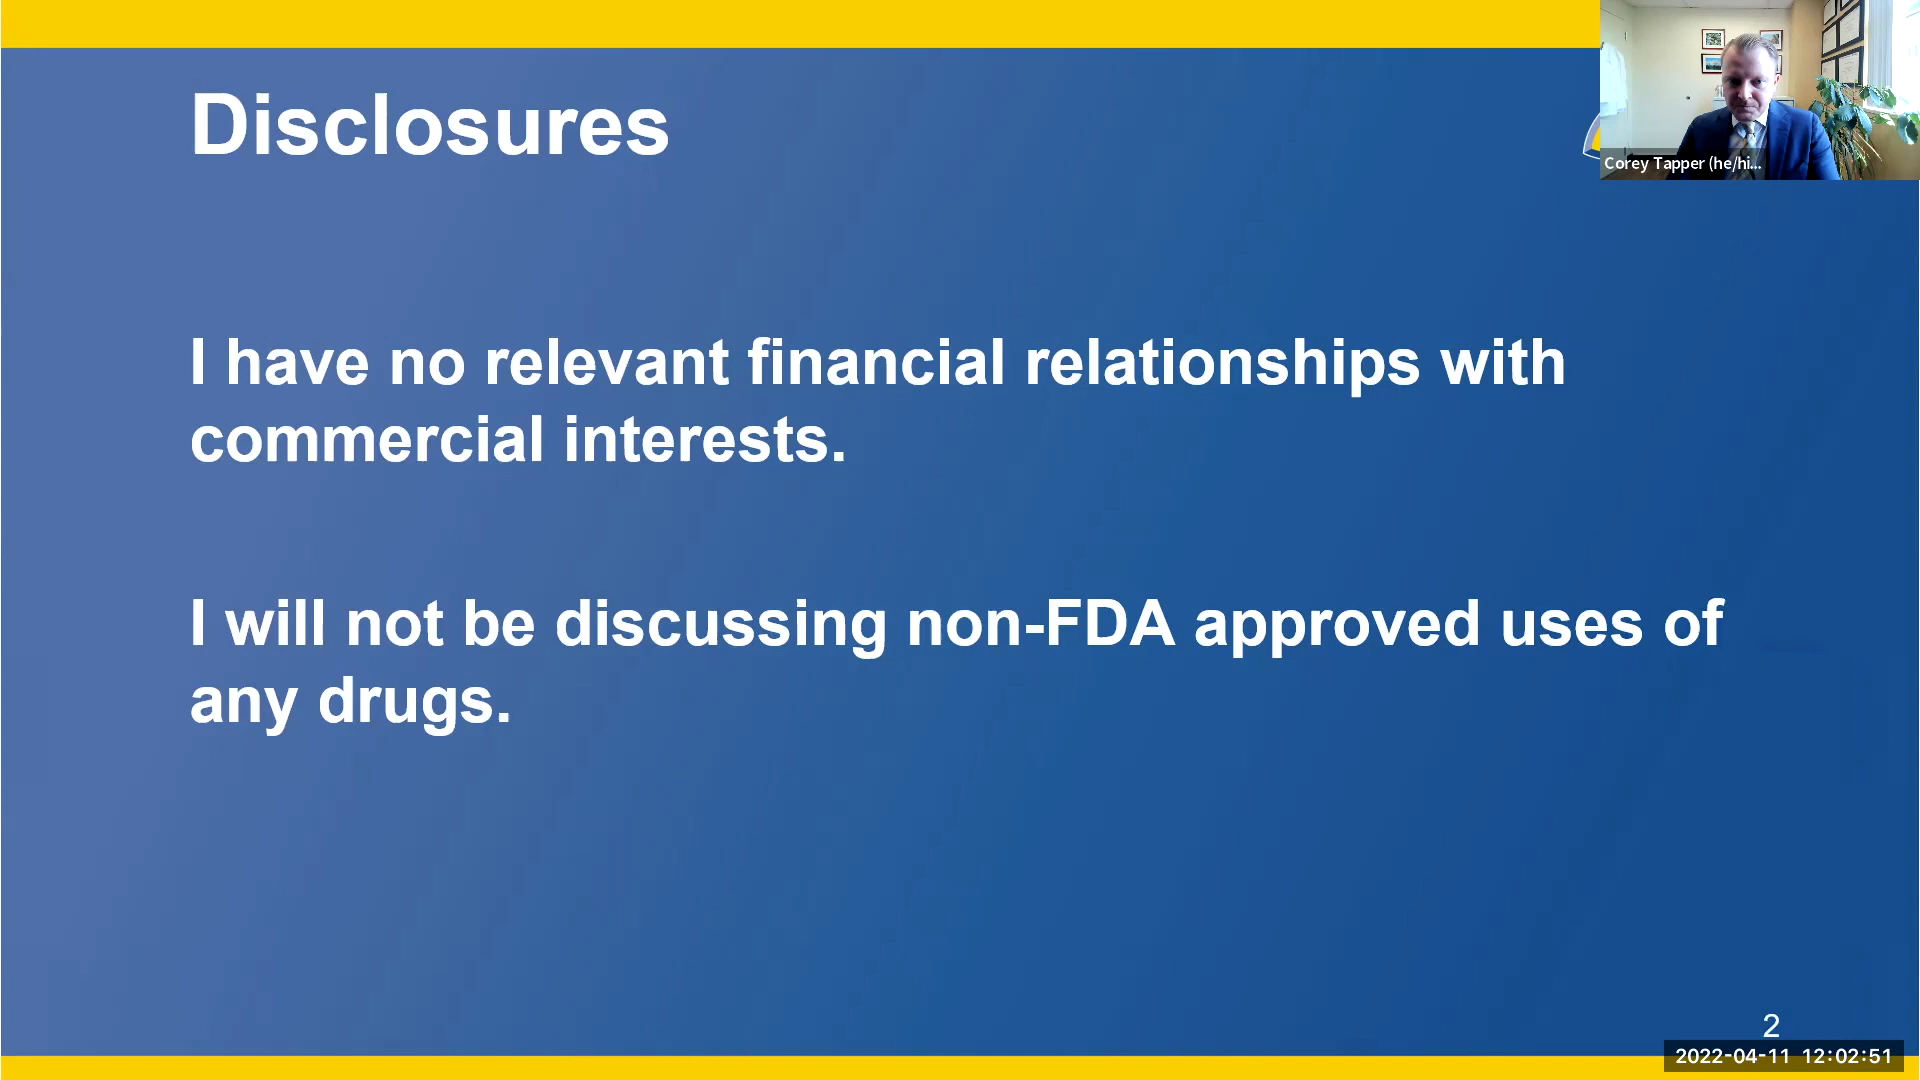 Disclosures
Corey Tapper (he/hi...
I have no relevant financial relationships with
commercial interests.
I will not be discussing non-FDA approved uses of
any drugs.
2
2022-04-11 12:02:51